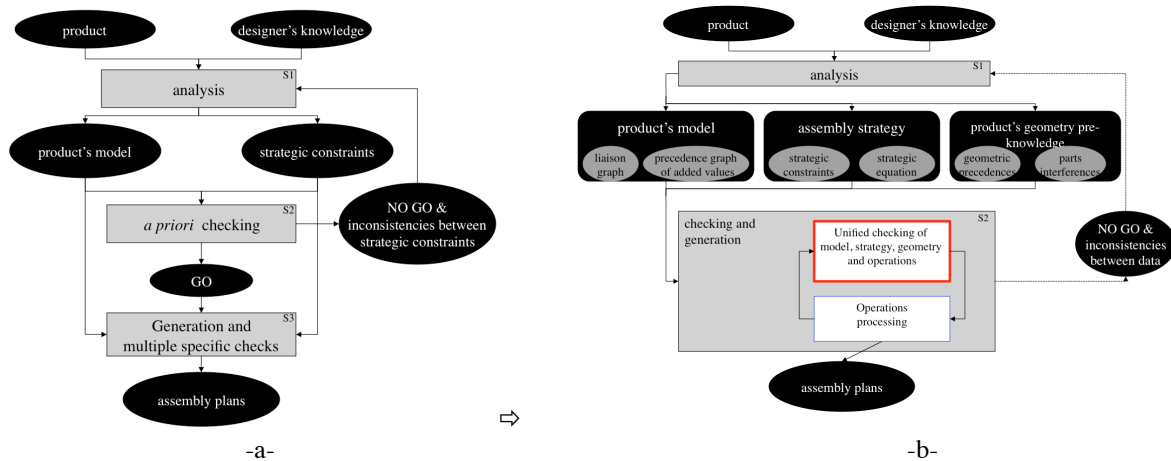 product
designer's knowledge
S1
analysis
product's model
strategic constraints
S2
a priori checking
NO GO &
inconsistencies between
strategic constraints
GO
S3
Generation and
multiple specific checks
assembly plans
-a-
⇨
product
designer's knowledge
S1
analysis
product's model
liaison
graph
precedence graph
of added values
assembly strategy
strategic
constraints
strategic
equation
product's geometry pre-
knowledge
geometric
precedences
parts
interferences
S2
checking and
generation
Unified checking of
model, strategy, geometry
and operations
Operations
processing
NO GO &
inconsistencies
between data
assembly plans
-b-